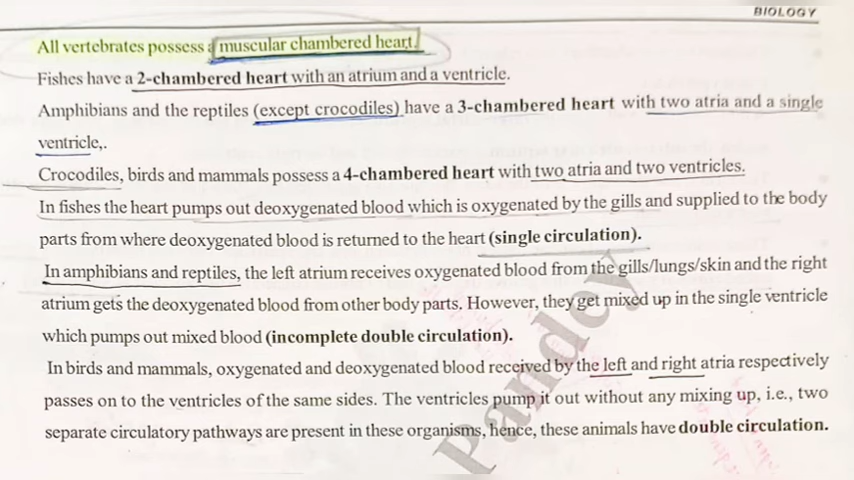 BIOLOGY
All vertebrates possess a muscular chambered heart.
Fishes have a 2-chambered heart with an atrium and a ventricle.
Amphibians and the reptiles (except crocodiles) have a 3-chambered heart with two atria and a single
ventricle,.
Crocodiles, birds and mammals possess a 4-chambered heart with two atria and two ventricles.
In fishes the heart pumps out deoxygenated blood which is oxygenated by the gills and supplied to the body
parts from where deoxygenated blood is returned to the heart (single circulation).
In amphibians and reptiles, the left atrium receives oxygenated blood from the gills/lungs/skin and the right
atrium gets the deoxygenated blood from other body parts. However, they get mixed up in the single ventricle
which pumps out mixed blood (incomplete double circulation).
In birds and mammals, oxygenated and deoxygenated blood received by the left and right atria respectively
passes on to the ventricles of the same sides. The ventricles pump it out without any mixing up, i.e., two
separate circulatory pathways are present in these organisms, hence, these animals have double circulation.
Pandey